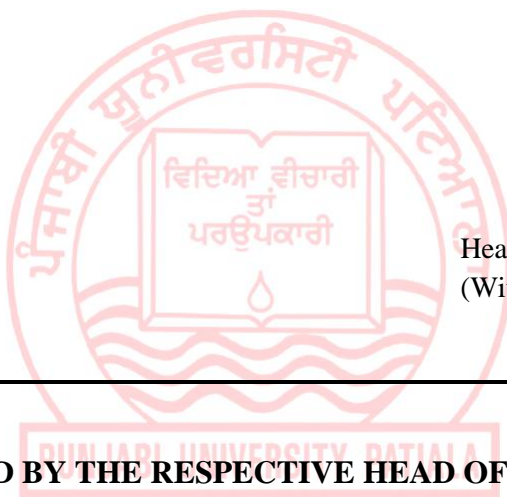 ਪੰਜਾਬੀ ਯੂਨੀਵਰਸਿਟੀ ਪਟਿਆਲਾ
ਵਿਦਿਆ ਵੀਚਾਰੀ
ਤਾਂ
ਪਰਉਪਕਾਰੀ
Hea
(Wi
PUNJABI UNIVERSITY PATIALA
D BY THE RESPECTIVE HEAD OF